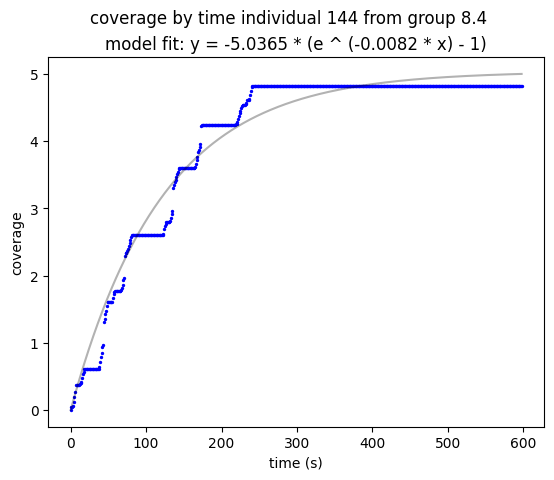 coverage by time individual 144 from group 8.4
model fit: y = -5.0365 * (e ^ (-0.0082 * x) - 1)
5
4
3
2
1
0
coverage
0 100 200 300 400 500 600
time (s)